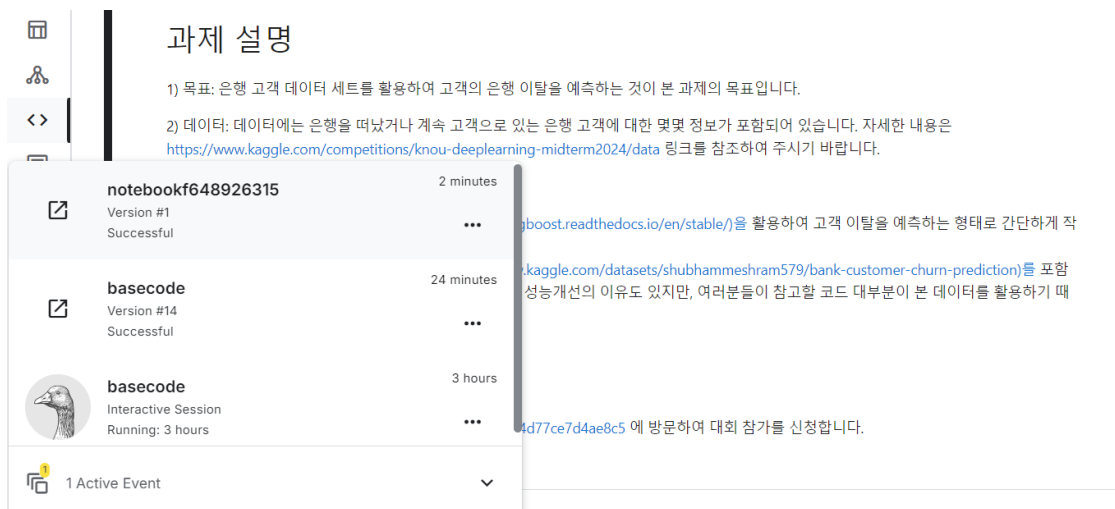 과제 설명
1) 목표: 은행 고객 데이터 세트를 활용하여 고객의 은행 이탈을 예측하는 것이 본 과제의 목표입니다.
2) 데이터: 데이터에는 은행을 떠났거나 계속 고객으로 있는 은행 고객에 대한 몇몇 정보가 포함되어 있습니다. 자세한 내용은
https://www.kaggle.com/competitions/knou-deeplearning-midterm2024/data 링크를 참조하여 주시기 바랍니다.
gboost.readthedocs.io/en/stable/)을 활용하여 고객 이탈을 예측하는 형태로 간단하게 작
.kaggle.com/datasets/shubhammeshram579/bank-customer-churn-prediction)를 포함
성능개선의 이유도 있지만, 여러분들이 참고할 코드 대부분이 본 데이터를 활용하기 때
4d77ce7d4ae8c5 에 방문하여 대회 참가를 신청합니다.
notebookf648926315
2 minutes
Version #1
Successful
basecode
24 minutes
Version #14
Successful
basecode
3 hours
Interactive Session
Running: 3 hours
1
1 Active Event